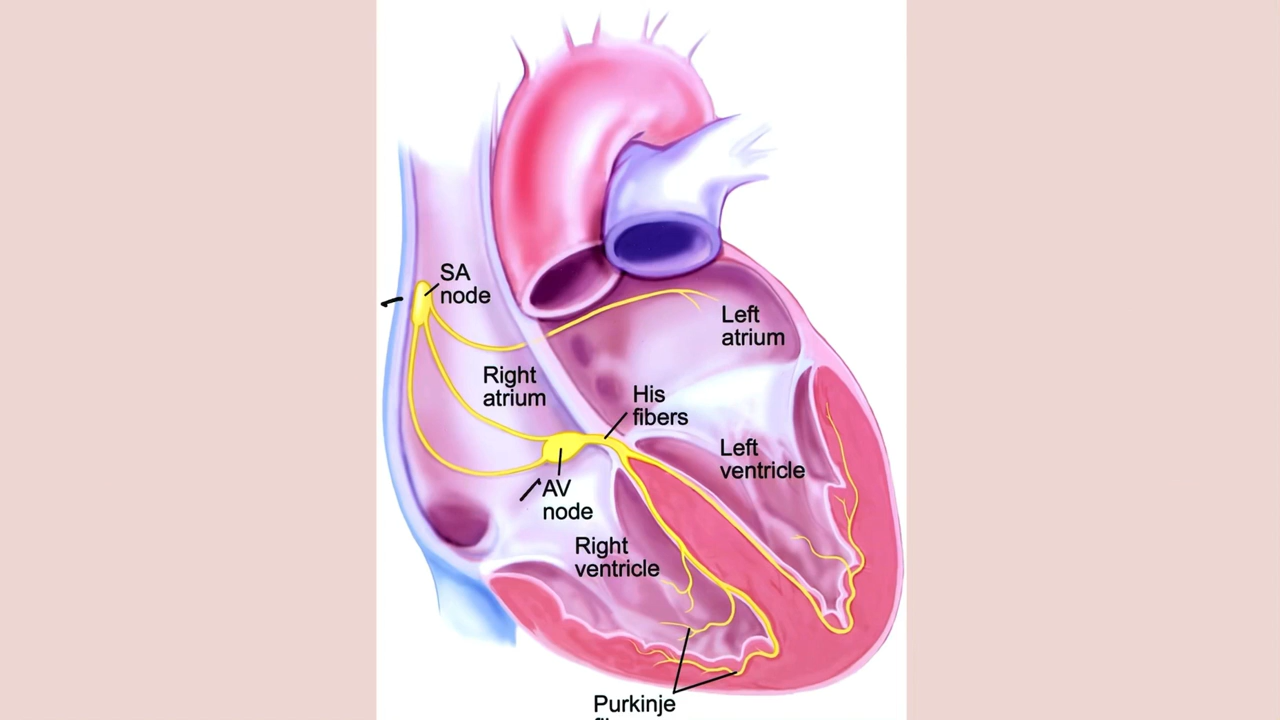 SA
node
Left
atrium
Right
atrium
His
fibers
Left
ventricle
AV
node
Right
ventricle
Purkinje